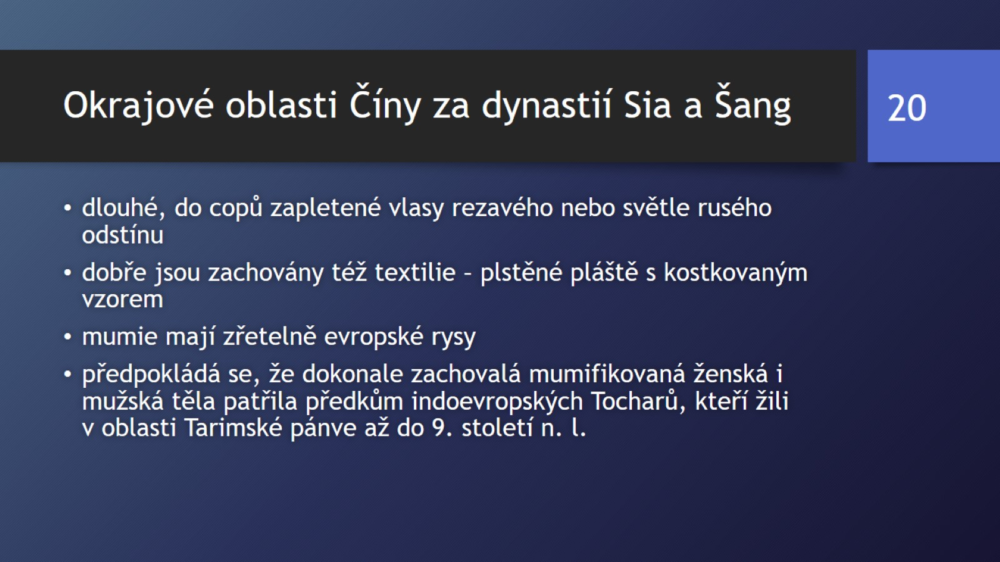 Okrajové oblasti Číny za dynastií Sia a Šang
20
• dlouhé, do copů zapletené vlasy rezavého nebo světle rusého
odstínu
• dobře jsou zachovány též textilie – plstěné pláště s kostkovaným
vzorem
• mumie mají zřetelně evropské rysy
• předpokládá se, že dokonale zachovalá mumifikovaná ženská i
mužská těla patřila předkům indoevropských Tocharů, kteří žili
v oblasti Tarimské pánve až do 9. století n. l.